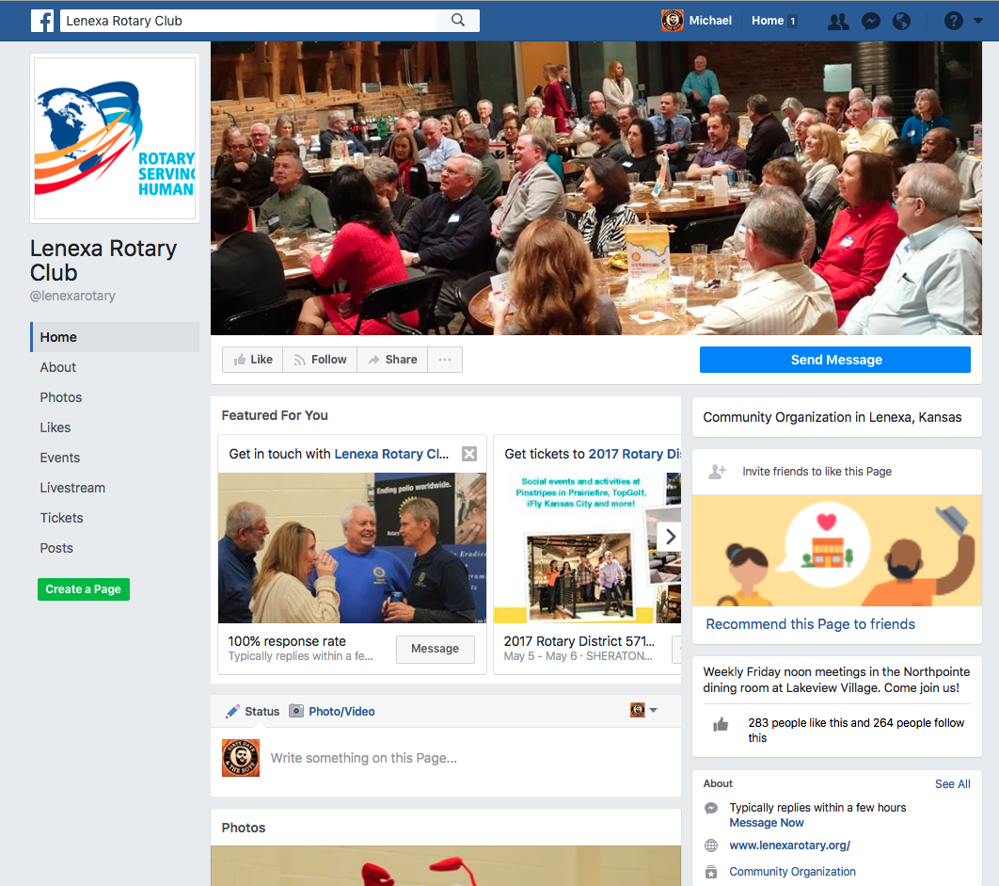 Lenexa Rotary Club
Michael
Home 1
ROTARY
SERVING
HUMAN
Lenexa Rotary
Club
@lenexarotary
Home
About
Photos
Likes
Events
Livestream
Tickets
Posts
Create a Page
Like
Follow
Share
Send Message
Featured For You
Get in touch with Lenexa Rotary Cl...
Ending polio worldwide.
100% response rate
Typically replies within a fe...
Message
Get tickets to 2017 Rotary Di
Social events and activities at
Pinstripes in Prairiefire, TopGolf,
iFly Kansas City and more!
2017 Rotary District 571...
May 5 - May 6 · SHERATON...
Status
Photo/Video
Write something on this Page...
Photos
Community Organization in Lenexa, Kansas
Invite friends to like this Page
Recommend this Page to friends
Weekly Friday noon meetings in the Northpointe
dining room at Lakeview Village. Come join us!
283 people like this and 264 people follow
this
About
See All
Typically replies within a few hours
Message Now
www.lenexarotary.org/
Community Organization